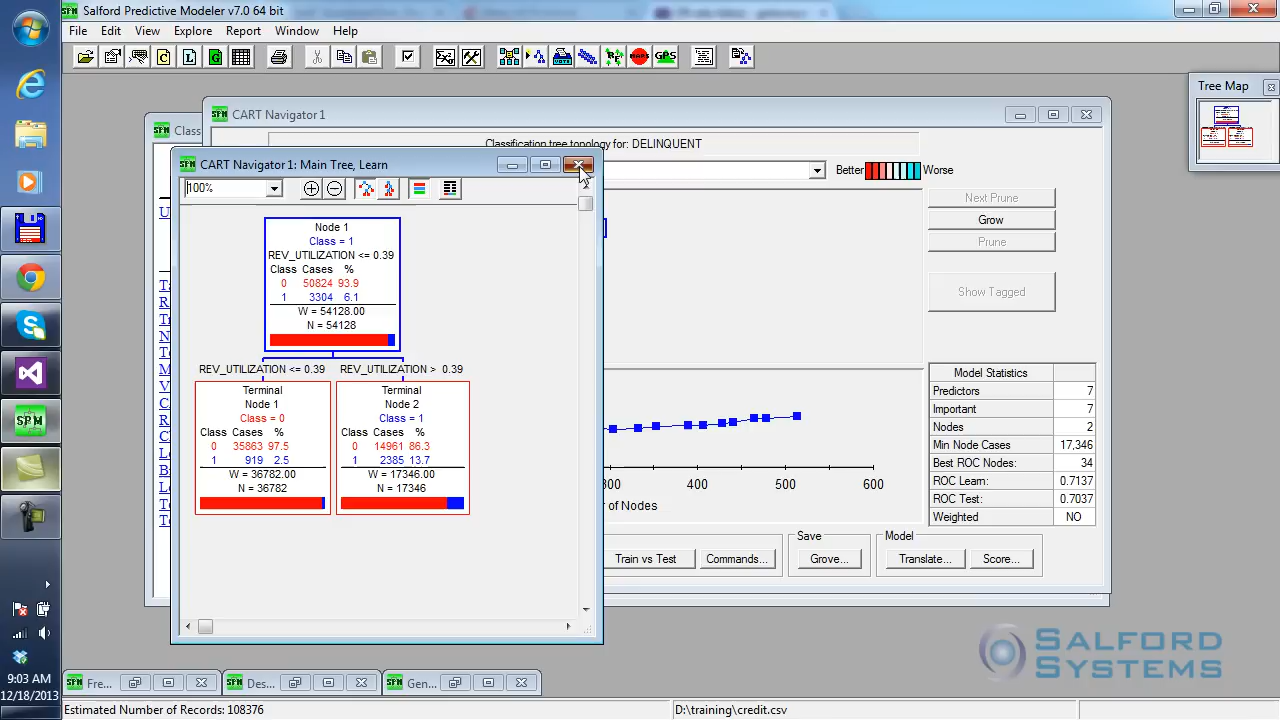 Salford Predictive Modeler v7.0 64 bit
File Edit View Explore Report Window Help
Tree Map
CART Navigator 1
Class
Classification tree topology for: DELINQUENT
Better Worse
Next Prune
Grow
Prune
Show Tagged
CART Navigator 1: Main Tree, Learn
100%
Node 1
Class = 1
REV_UTILIZATION <= 0.39
Class Cases %
0 50824 93.9
1 3304 6.1
W = 54128.00
N = 54128
REV_UTILIZATION <= 0.39
Terminal
Node 1
Class = 0
Class Cases %
0 35863 97.5
1 919 2.5
W = 36782.00
N = 36782
REV_UTILIZATION > 0.39
Terminal
Node 2
Class = 1
Class Cases %
0 14961 86.3
1 2385 13.7
W = 17346.00
N = 17346
300 400 500 600
of Nodes
Model Statistics
Predictors 7
Important 7
Nodes 2
Min Node Cases 17,346
Best ROC Nodes: 34
ROC Learn: 0.7137
ROC Test: 0.7037
Weighted NO
Train vs Test Commands...
Save
Grove...
Model
Translate... Score...
SALFORD
SYSTEMS
Fre...
Des...
Gen...
9:03 AM
12/18/2013
Estimated Number of Records: 108376
D:\training\credit.csv